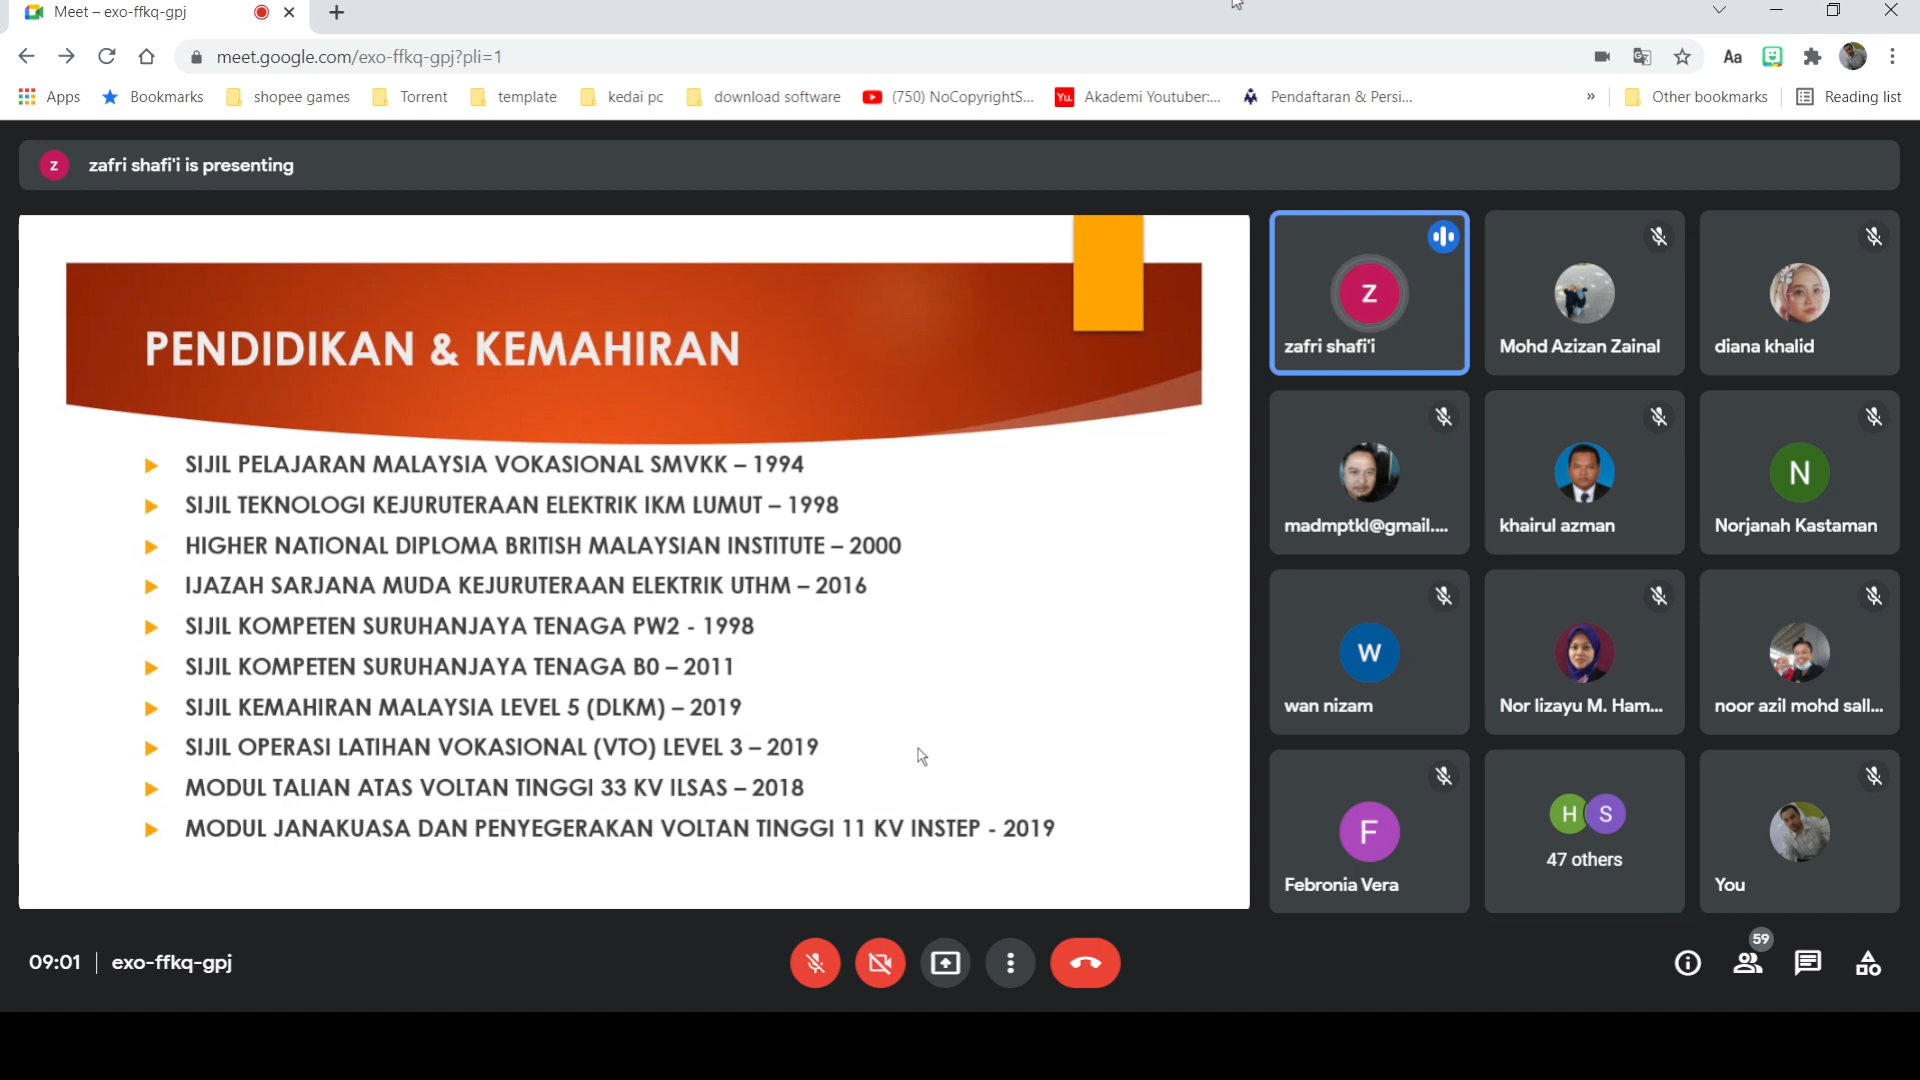 Meet – exo-ffkq-gpj
meet.google.com/exo-ffkq-gpj?pli=1
Aa
Apps Bookmarks shopee games Torrent template kedai pc download software (750) NoCopyrightS... Yu. Akademi Youtuber:... Pendaftaran & Persi... » Other bookmarks Reading list
z zafri shafi'i is presenting
PENDIDIKAN & KEMAHIRAN
SIJIL PELAJARAN MALAYSIA VOKASIONAL SMVKK – 1994
SIJIL TEKNOLOGI KEJURUTERAAN ELEKTRIK IKM LUMUT – 1998
HIGHER NATIONAL DIPLOMA BRITISH MALAYSIAN INSTITUTE – 2000
IJAZAH SARJANA MUDA KEJURUTERAAN ELEKTRIK UTHM – 2016
SIJIL KOMPETEN SURUHANJAYA TENAGA PW2 - 1998
SIJIL KOMPETEN SURUHANJAYA TENAGA B0 – 2011
SIJIL KEMAHIRAN MALAYSIA LEVEL 5 (DLKM) – 2019
SIJIL OPERASI LATIHAN VOKASIONAL (VTO) LEVEL 3 – 2019
MODUL TALIAN ATAS VOLTAN TINGGI 33 KV ILSAS – 2018
MODUL JANAKUASA DAN PENYEGERAKAN VOLTAN TINGGI 11 KV INSTEP - 2019
z
zafri shafi'i
Mohd Azizan Zainal
diana khalid
madmptkl@gmail....
khairul azman
N
Norjanah Kastaman
W
wan nizam
Nor lizayu M. Ham...
noor azil mohd sall...
F
Febronia Vera
H S
47 others
You
09:01 | exo-ffkq-gpj
59